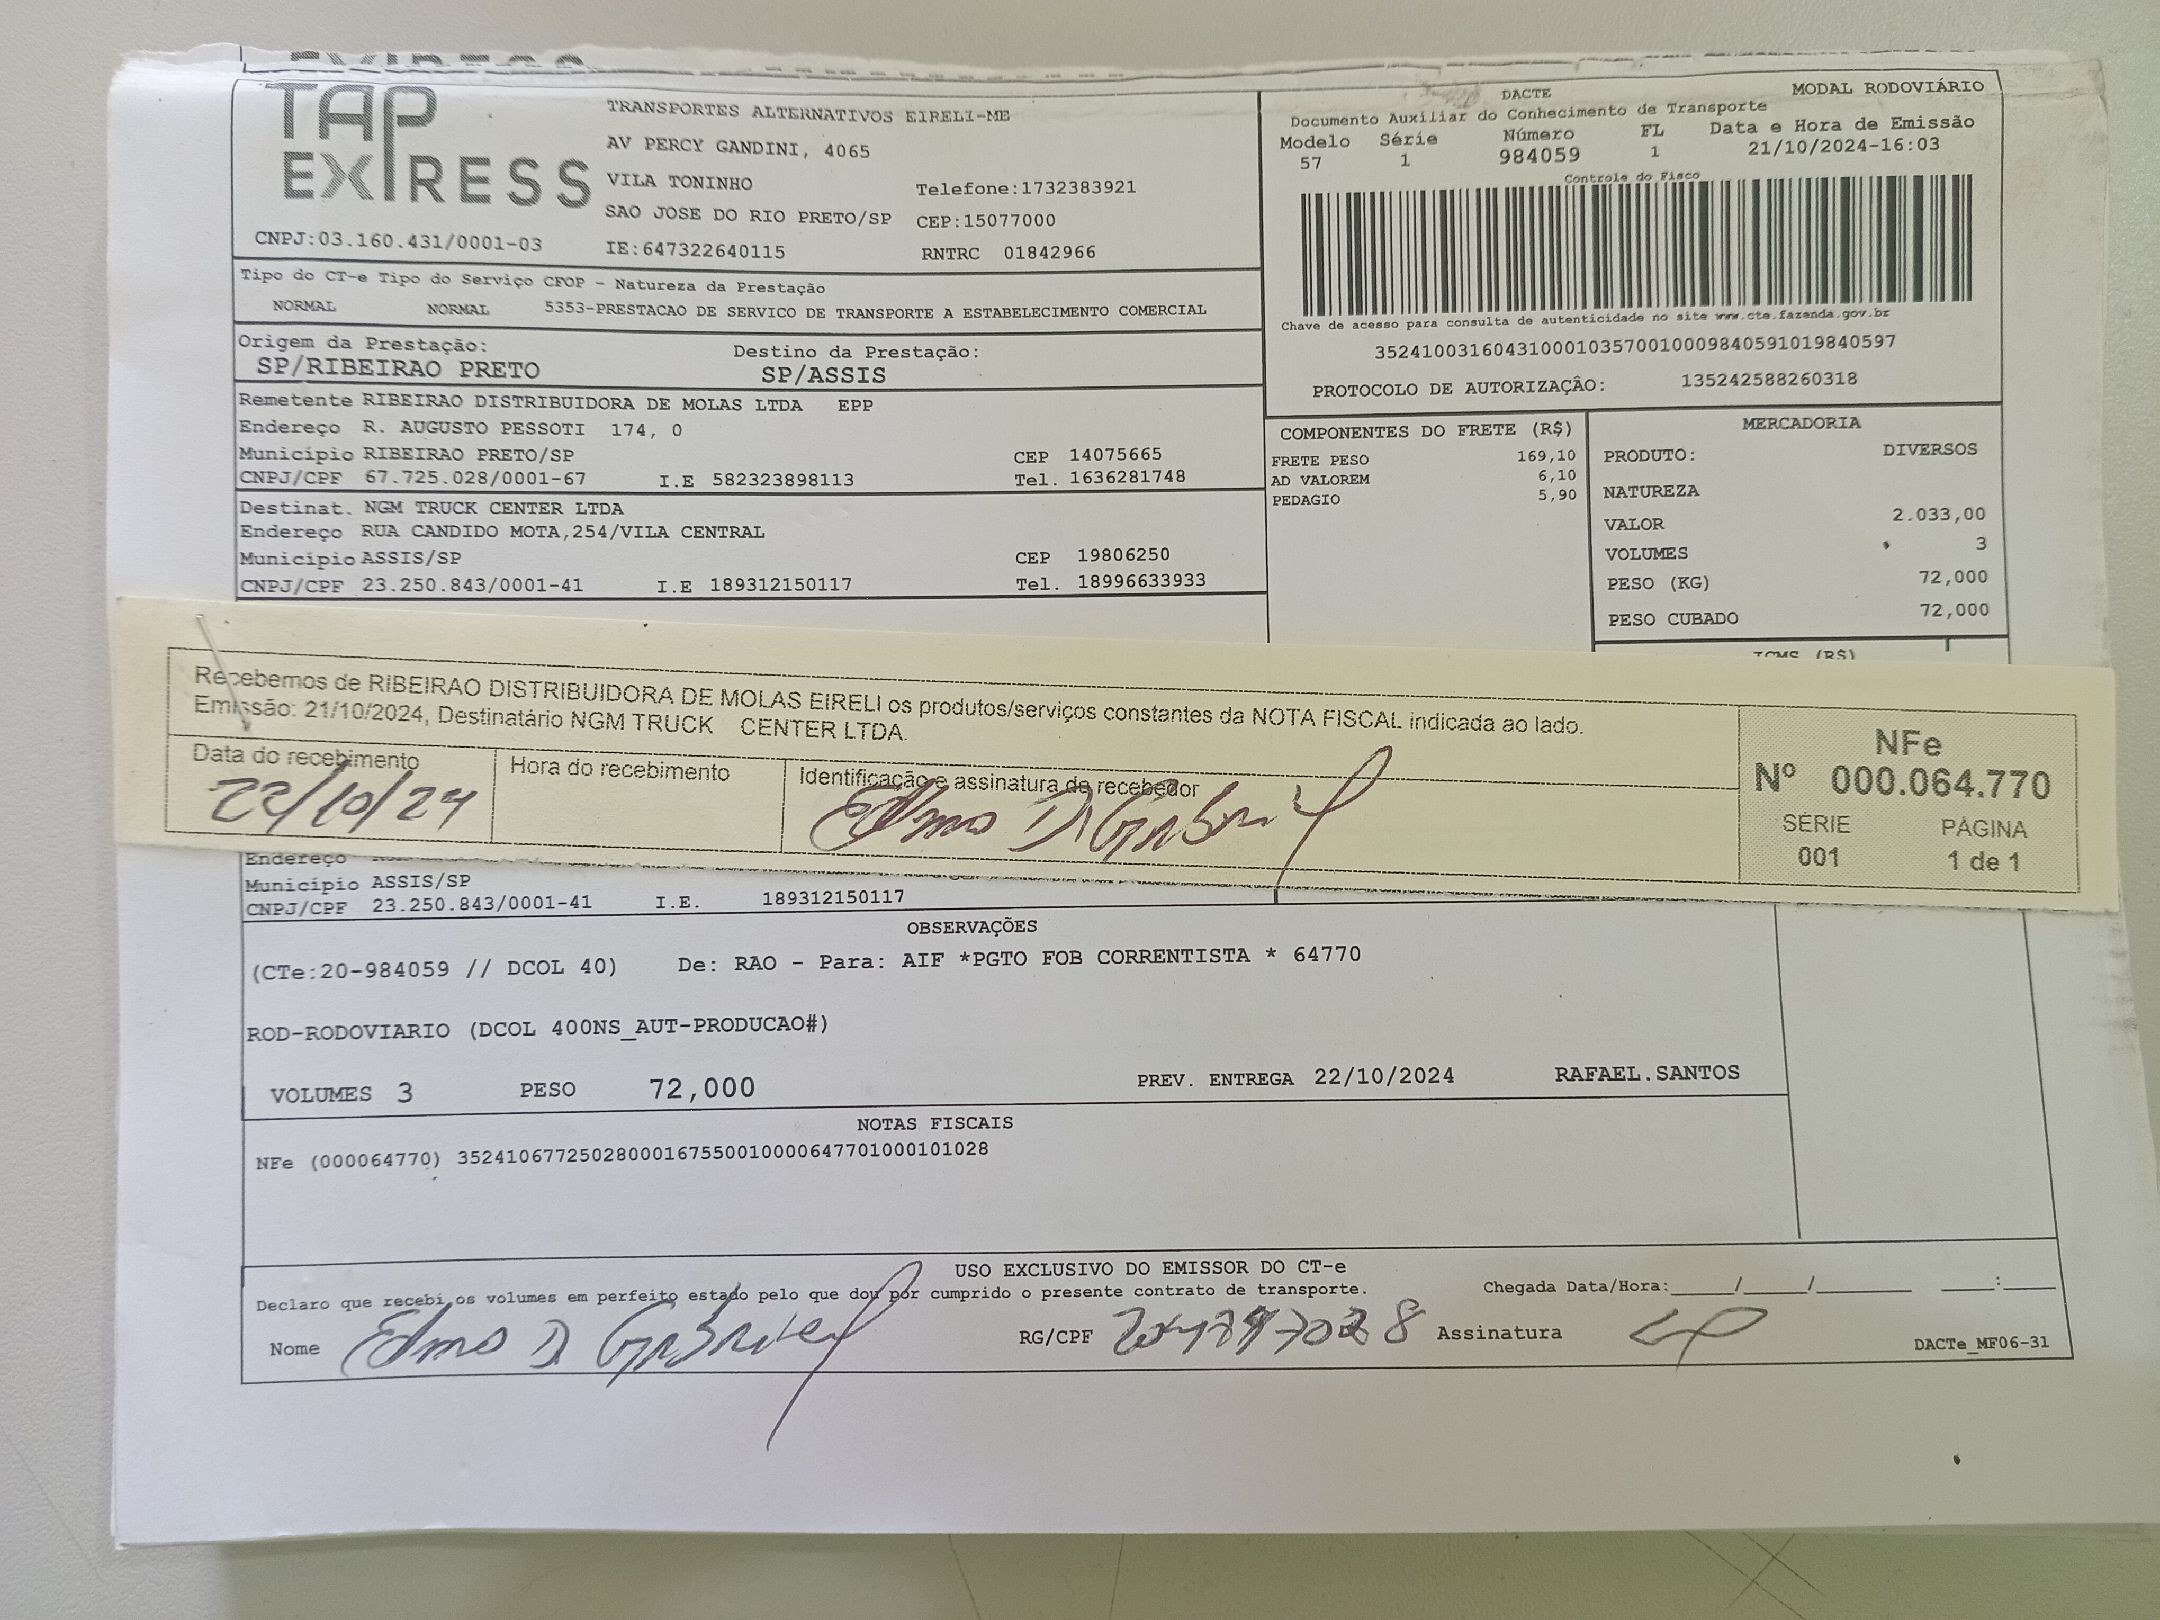 TAP EXPRESS
TRANSPORTES ALTERNATIVOS EIRELI-ME
AV PERCY GANDINI, 4065
VILA TONINHO Telefone:1732383921
SAO JOSE DO RIO PRETO/SP CEP:15077000
CNPJ:03.160.431/0001-03 IE:647322640115 RNTRC 01842966
DACTE MODAL RODOVIÁRIO
Documento Auxiliar do Conhecimento de Transporte
Modelo Série Número FL Data e Hora de Emissão
57 1 984059 1 21/10/2024-16:03
Controle do Fisco
Chave de acesso para consulta de autenticidade no site www.cte.fazenda.gov.br
35241003160431000103570010009840591019840597
PROTOCOLO DE AUTORIZAÇÂO: 135242588260318
Tipo do CT-e Tipo do Serviço CFOP - Natureza da Prestação
NORMAL NORMAL 5353-PRESTACAO DE SERVICO DE TRANSPORTE A ESTABELECIMENTO COMERCIAL
Origem da Prestação: Destino da Prestação:
SP/RIBEIRAO PRETO SP/ASSIS
Remetente RIBEIRAO DISTRIBUIDORA DE MOLAS LTDA EPP
Endereço R. AUGUSTO PESSOTI 174, 0
Município RIBEIRAO PRETO/SP CEP 14075665
CNPJ/CPF 67.725.028/0001-67 I.E 582323898113 Tel. 1636281748
Destinat. NGM TRUCK CENTER LTDA
Endereço RUA CANDIDO MOTA,254/VILA CENTRAL
Município ASSIS/SP CEP 19806250
CNPJ/CPF 23.250.843/0001-41 I.E 189312150117 Tel. 18996633933
COMPONENTES DO FRETE (R$)
FRETE PESO 169,10
AD VALOREM 6,10
PEDAGIO 5,90
MERCADORIA
PRODUTO: DIVERSOS
NATUREZA
VALOR 2.033,00
VOLUMES 3
PESO (KG) 72,000
PESO CUBADO 72,000
ICMS (R$)
Recebemos de RIBEIRAO DISTRIBUIDORA DE MOLAS EIRELI os produtos/serviços constantes da NOTA FISCAL indicada ao lado.
Emissão: 21/10/2024, Destinatário NGM TRUCK CENTER LTDA.
Data do recebimento Hora do recebimento Identificação e assinatura de recebedor
22/10/24 Edmo D Gabriel
NFe
Nº 000.064.770
SÉRIE PÁGINA
001 1 de 1
Endereço
Município ASSIS/SP
CNPJ/CPF 23.250.843/0001-41 I.E. 189312150117
OBSERVAÇÕES
(CTe:20-984059 // DCOL 40) De: RAO - Para: AIF *PGTO FOB CORRENTISTA * 64770
ROD-RODOVIARIO (DCOL 400NS_AUT-PRODUCAO#)
VOLUMES 3 PESO 72,000 PREV. ENTREGA 22/10/2024 RAFAEL.SANTOS
NOTAS FISCAIS
NFe (000064770) 35241067725028000167550010000647701000101028
USO EXCLUSIVO DO EMISSOR DO CT-e
Declaro que recebi os volumes em perfeito estado pelo que dou por cumprido o presente contrato de transporte. Chegada Data/Hora:_____/_____/_______ ____:____
Nome Edmo D Gabriel RG/CPF Assinatura DACTe_MF06-31